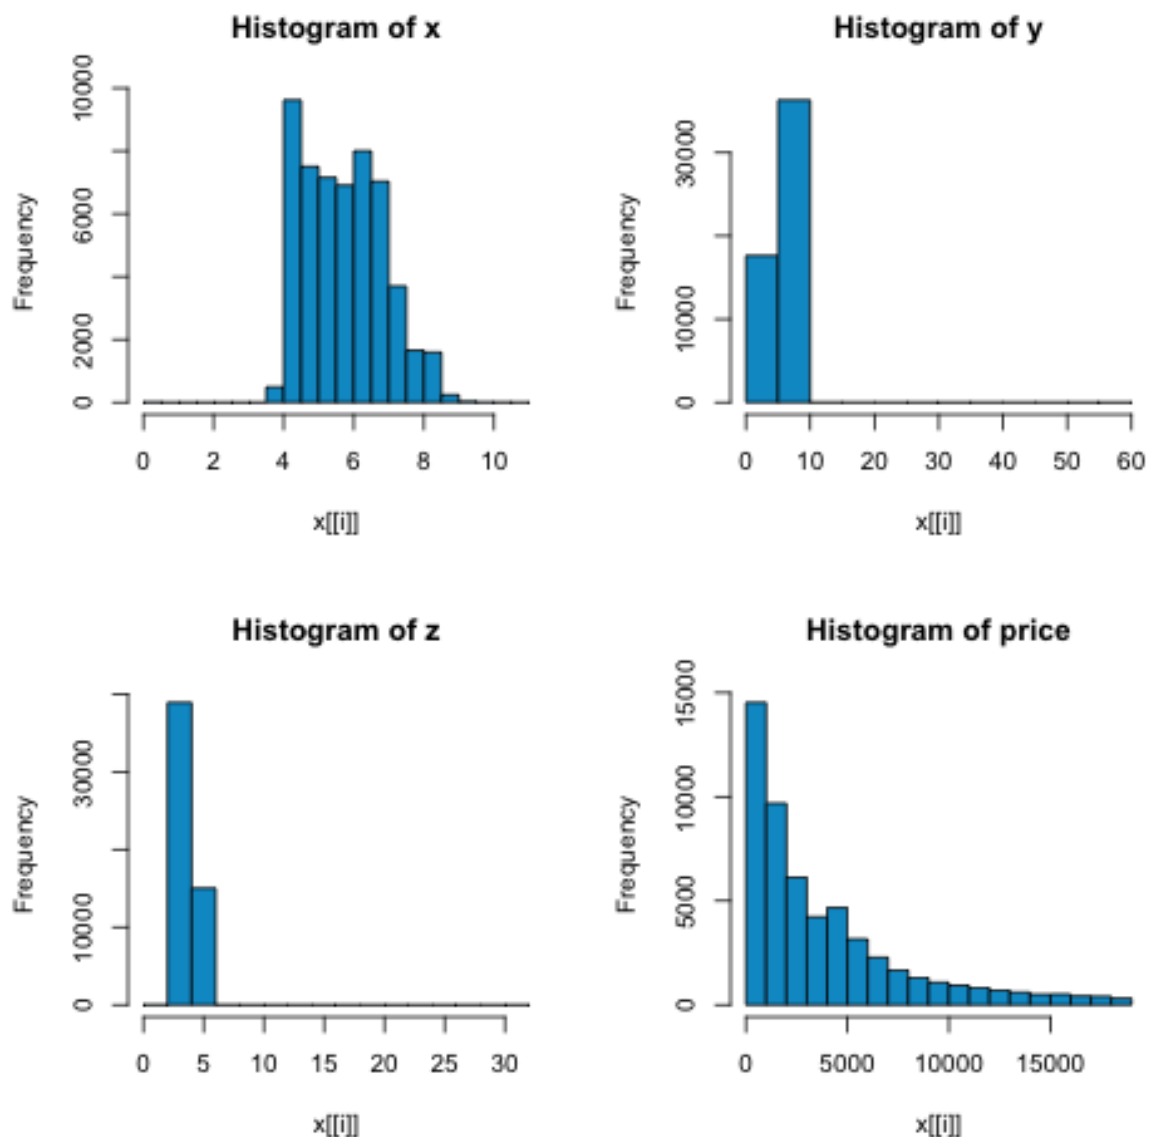 Histogram of x
Frequency
0
2000
6000
10000
0 2 4 6 8 10
x[[i]]
Histogram of y
Frequency
0
10000
30000
0 10 20 30 40 50 60
x[[i]]
Histogram of z
Frequency
0
10000
30000
0 5 10 15 20 25 30
x[[i]]
Histogram of price
Frequency
0
5000
10000
15000
0 5000 10000 15000
x[[i]]